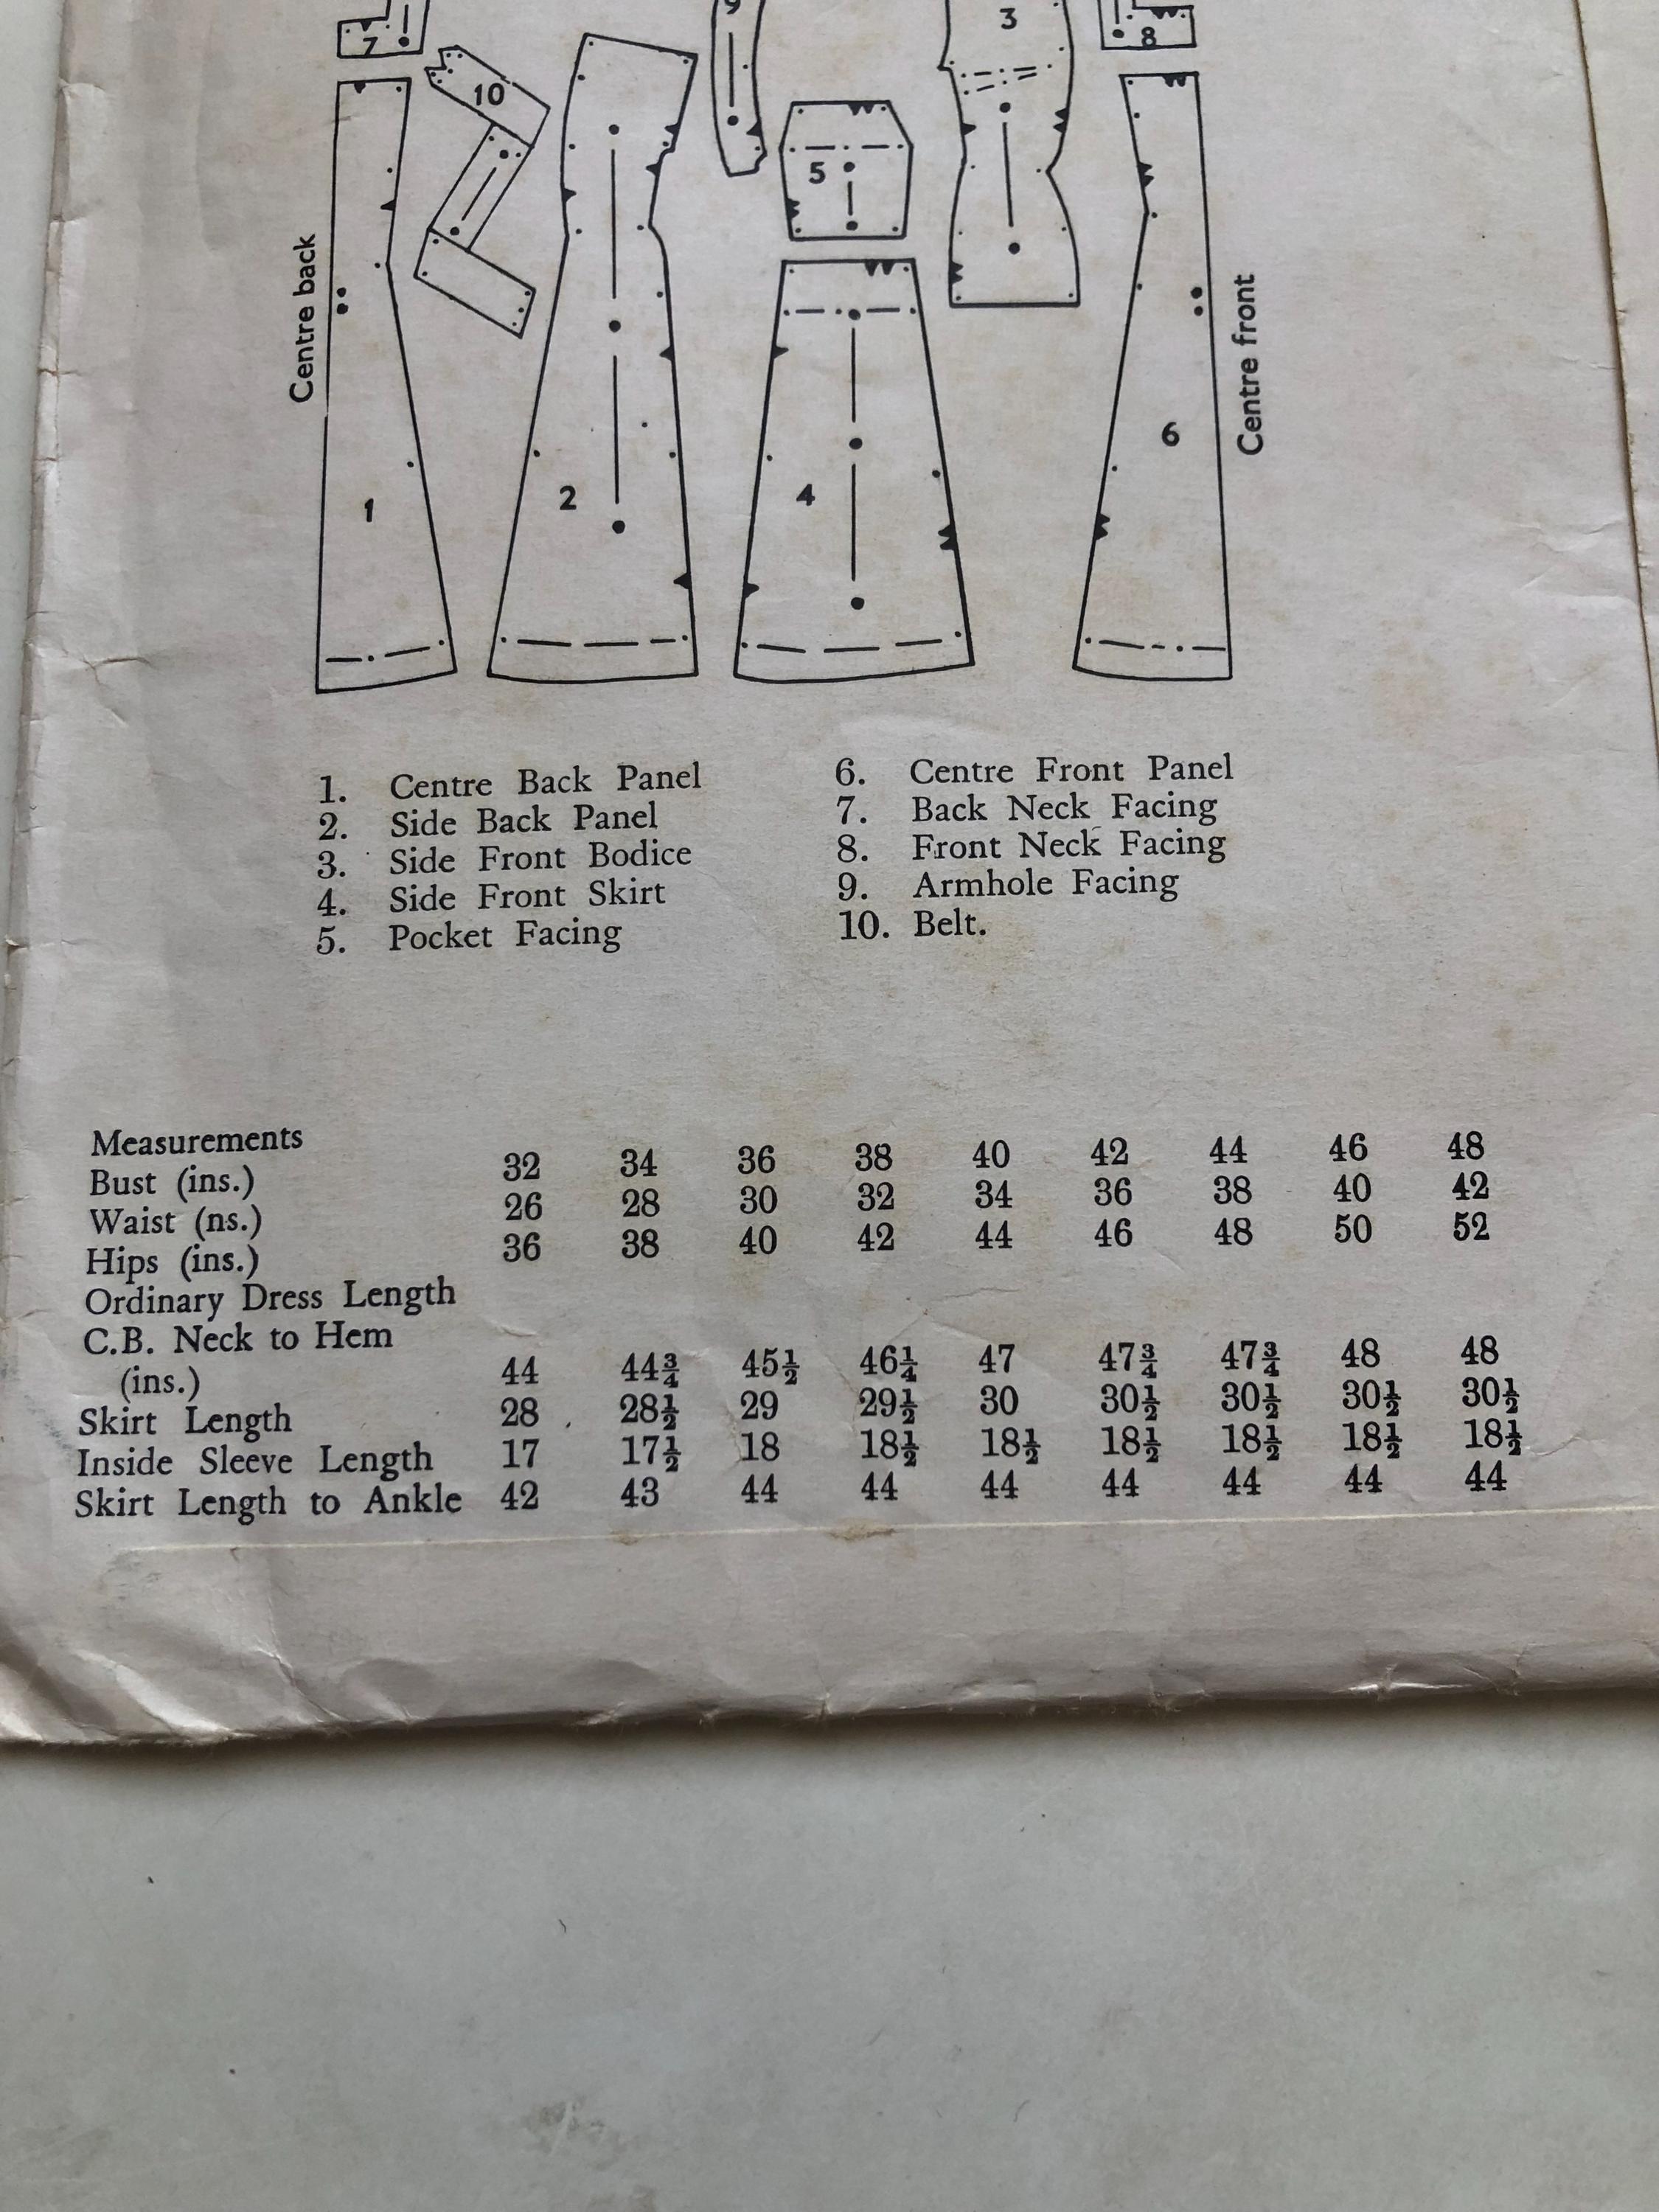 9
3
7
8
10
5
Centre back
Centre front
6
1
2
4
1. Centre Back Panel
2. Side Back Panel
3. Side Front Bodice
4. Side Front Skirt
5. Pocket Facing
6. Centre Front Panel
7. Back Neck Facing
8. Front Neck Facing
9. Armhole Facing
10. Belt.
Measurements
Bust (ins.) 32 34 36 38 40 42 44 46 48
Waist (ns.) 26 28 30 32 34 36 38 40 42
Hips (ins.) 36 38 40 42 44 46 48 50 52
Ordinary Dress Length
C.B. Neck to Hem
(ins.) 44 44¾ 45½ 46¼ 47 47¾ 47¾ 48 48
Skirt Length 28 28½ 29 29½ 30 30½ 30½ 30½ 30½
Inside Sleeve Length 17 17½ 18 18½ 18½ 18½ 18½ 18½ 18½
Skirt Length to Ankle 42 43 44 44 44 44 44 44 44